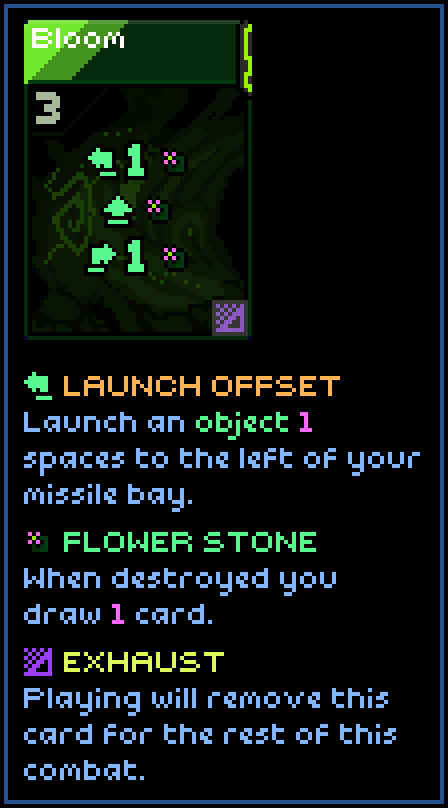 Bloom
3
1
1
LAUNCH OFFSET
Launch an object 1
spaces to the left of your
missile bay.
FLOWER STONE
When destroyed you
draw 1 card.
EXHAUST
Playing will remove this
card for the rest of this
combat.